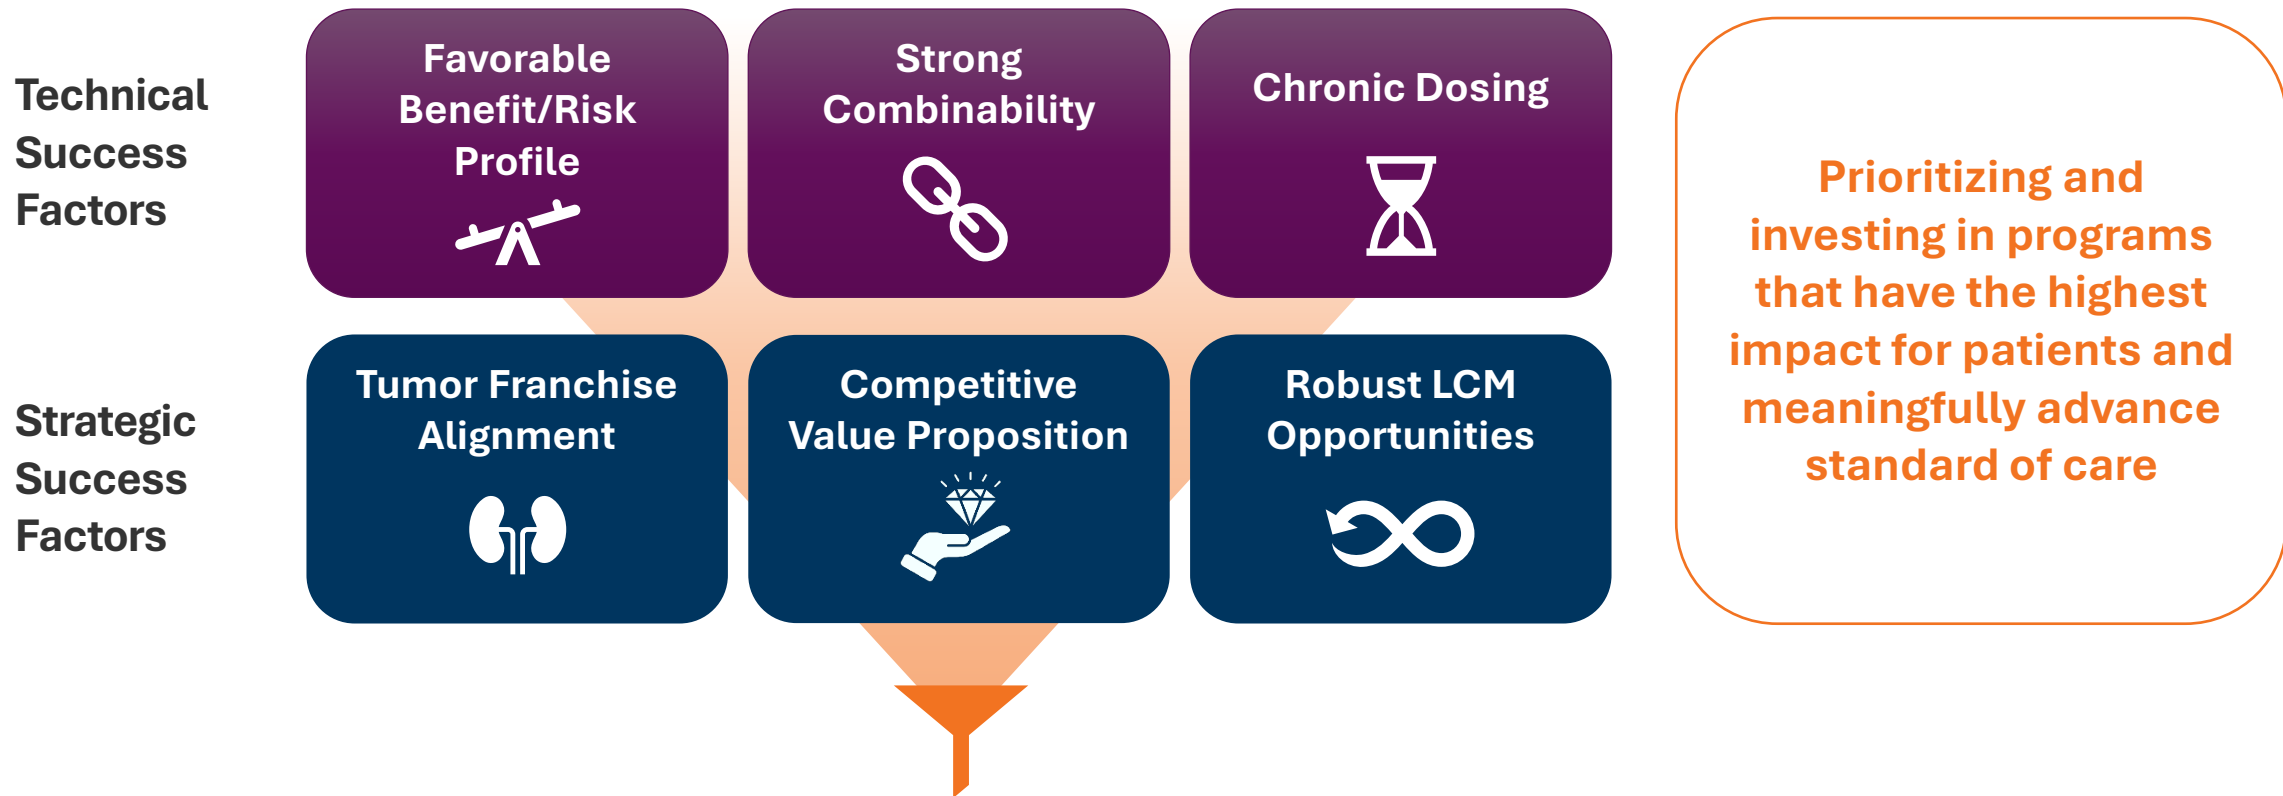 Technical
Success
Factors
Favorable
Benefit/Risk
Profile
Strong
Combinability
Chronic Dosing
Strategic
Success
Factors
Tumor Franchise
Alignment
Competitive
Value Proposition
Robust LCM
Opportunities
Prioritizing and
investing in programs
that have the highest
impact for patients and
meaningfully advance
standard of care